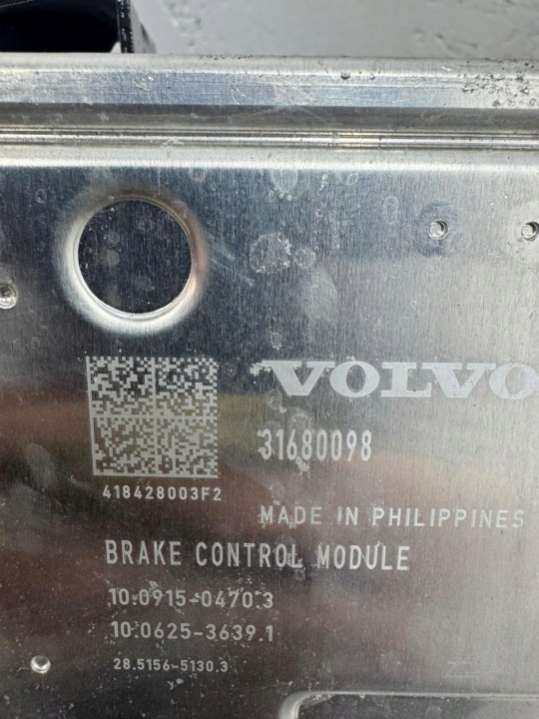 VOLVO
31680098
418428003F2
MADE IN PHILIPPINES
BRAKE CONTROL MODULE
10.0915-0470.3
10.0625-3639.1
28.5156-5130.3